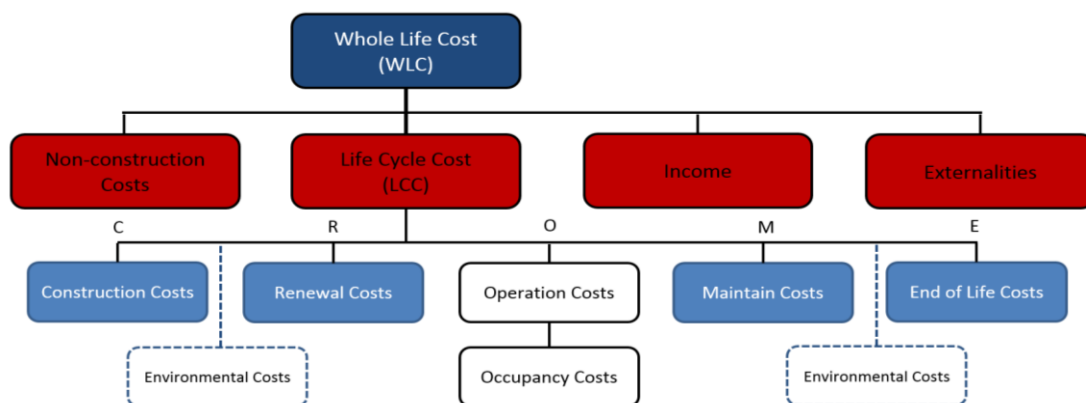 Whole Life Cost
(WLC)
Non-construction
Costs
Life Cycle Cost
(LCC)
Income
Externalities
C
R
O
M
E
Construction Costs
Renewal Costs
Operation Costs
Maintain Costs
End of Life Costs
Environmental Costs
Occupancy Costs
Environmental Costs